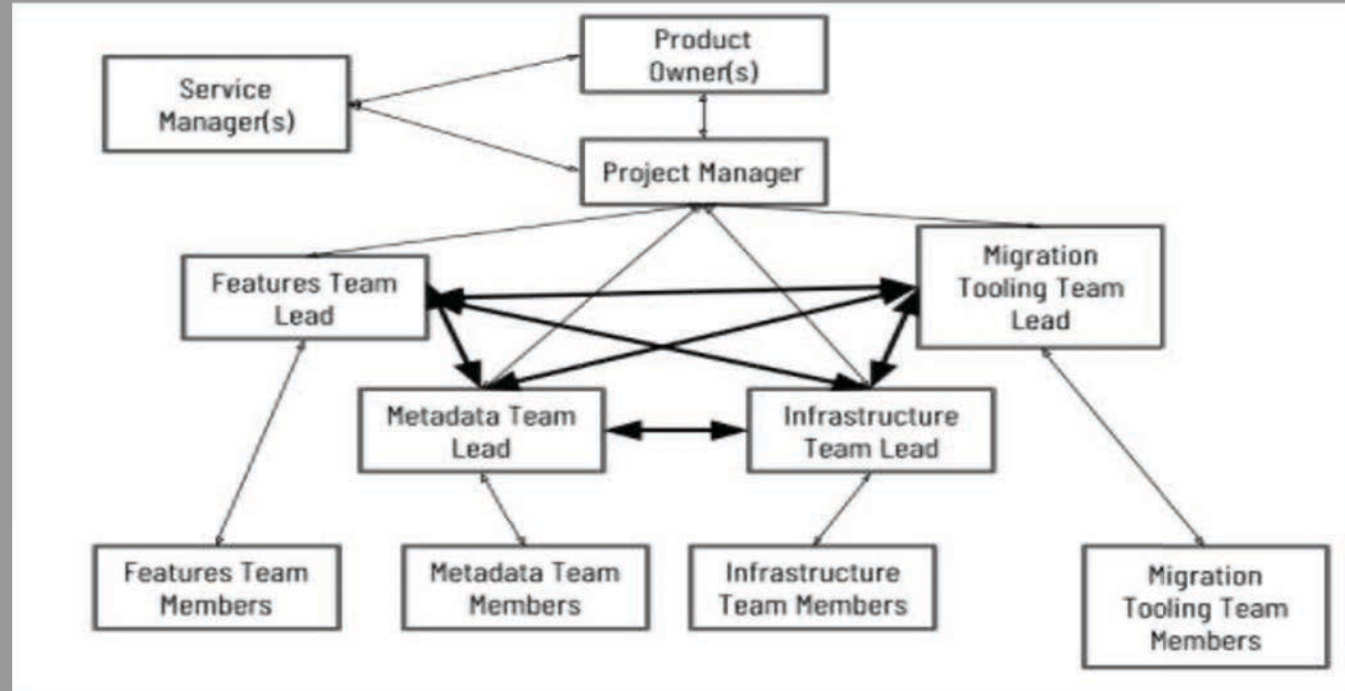 Product
Owner(s)
Service
Manager(s)
Project Manager
Features Team
Lead
Migration
Tooling Team
Lead
Metadata Team
Lead
Infrastructure
Team Lead
Features Team
Members
Metadata Team
Members
Infrastructure
Team Members
Migration
Tooling Team
Members